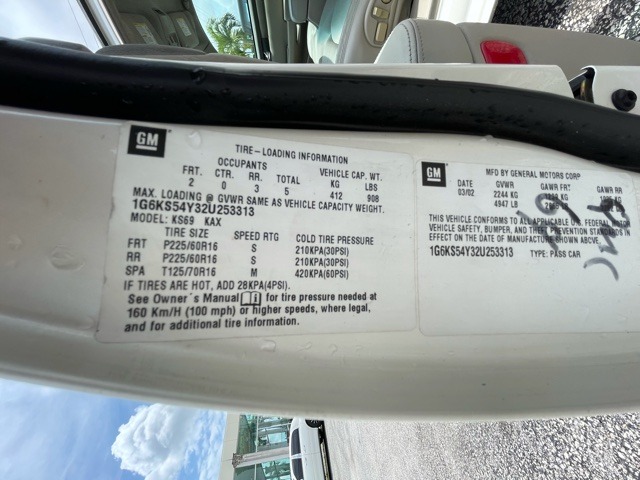 GM
TIRE-LOADING INFORMATION
OCCUPANTS VEHICLE CAP. WT.
FRT. CTR. RR. TOTAL KG LBS
2 0 3 5 412 908
MAX. LOADING @ GVWR SAME AS VEHICLE CAPACITY WEIGHT.
1G6KS54Y32U253313
MODEL: KS69 KAX
TIRE SIZE SPEED RTG COLD TIRE PRESSURE
FRT P225/60R16 S 210KPA(30PSI)
RR P225/60R16 S 210KPA(30PSI)
SPA T125/70R16 M 420KPA(60PSI)
IF TIRES ARE HOT, ADD 28KPA(4PSI).
See Owner's Manual for tire pressure needed at
160 Km/H (100 mph) or higher speeds, where legal,
and for additional tire information.
GM
MFD BY GENERAL MOTORS CORP
DATE GVWR GAWR FRT GAWR RR
03/02 2244 KG KG
4947 LB LB
THIS VEHICLE CONFORMS TO ALL APPLICABLE U.S. FEDERAL MOTOR
VEHICLE SAFETY, BUMPER, AND THEFT PREVENTION STANDARDS IN
EFFECT ON THE DATE OF MANUFACTURE SHOWN ABOVE.
1G6KS54Y32U253313 TYPE: PASS CAR